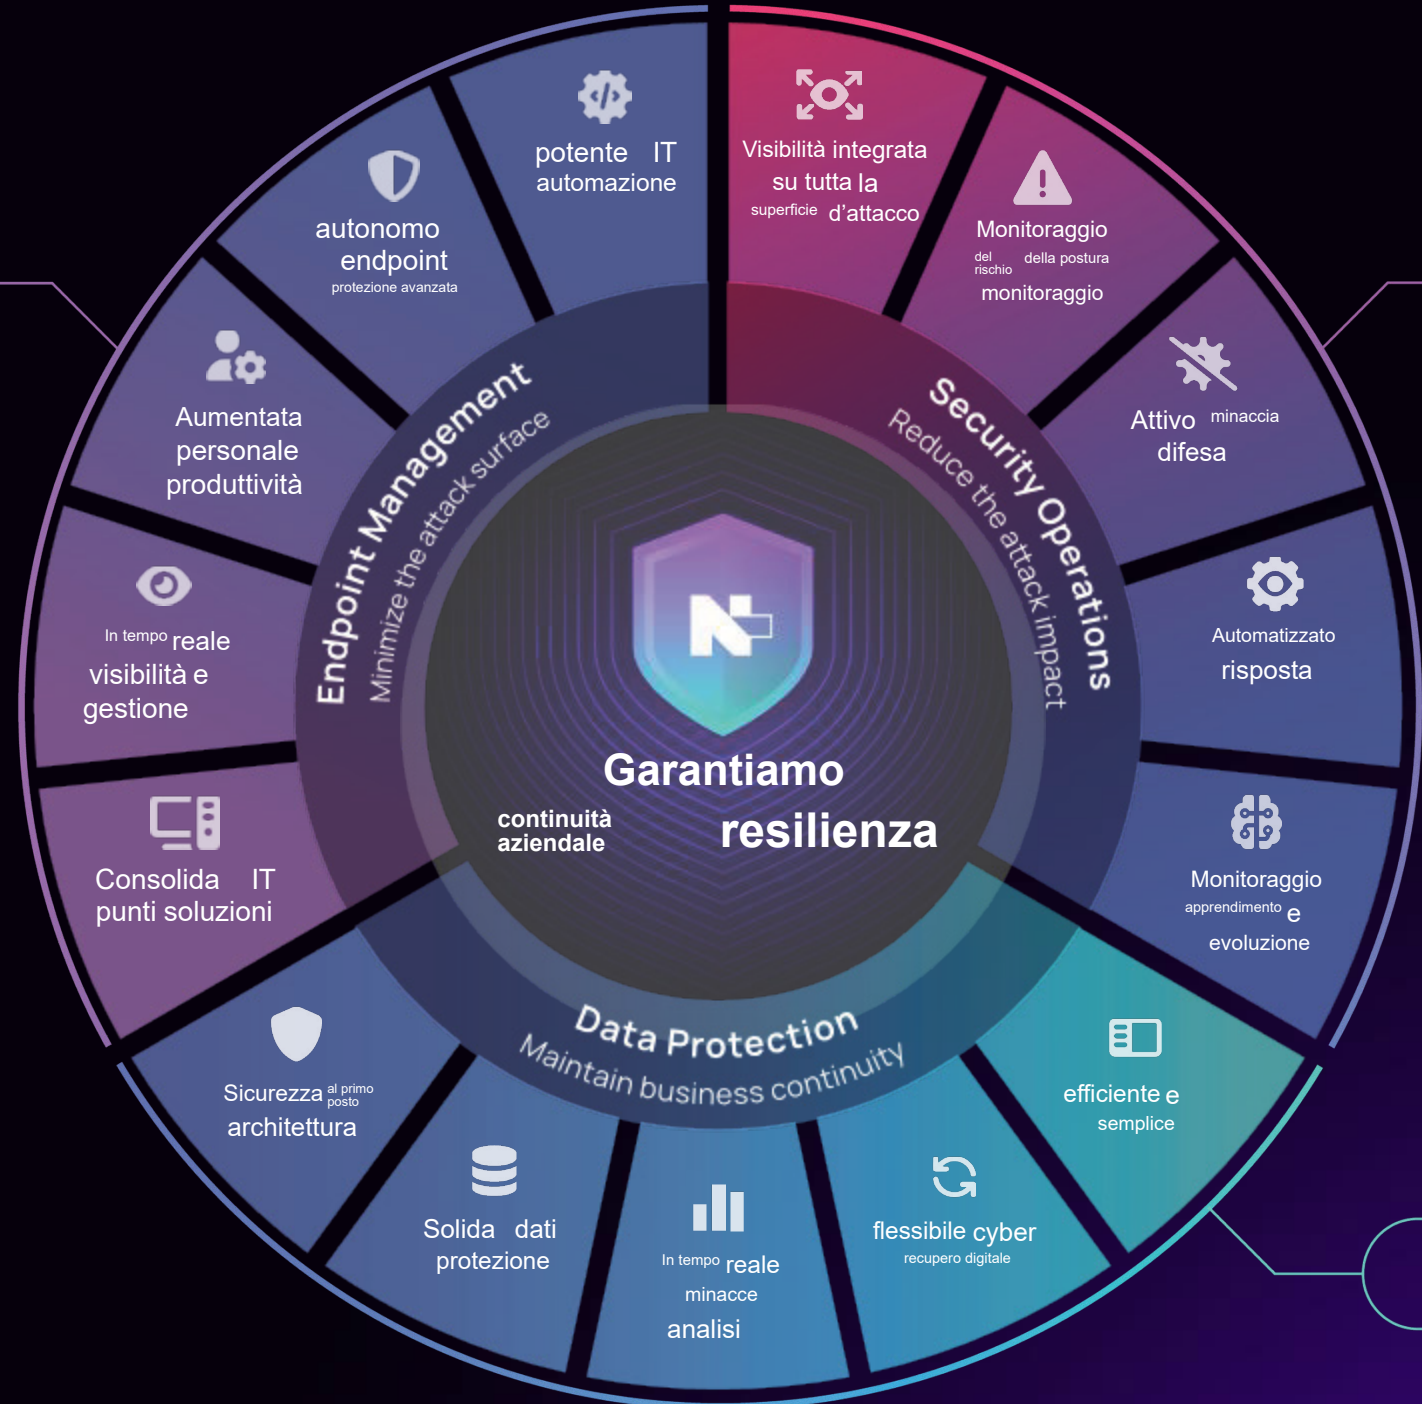 potente IT
automazione
Visibilità integrata
su tutta la
superficie d'attacco
autonomo
endpoint
protezione avanzata
Monitoraggio
del rischio della postura
monitoraggio
Aumentata
personale
produttività
Attivo minaccia
difesa
In tempo reale
visibilità e
gestione
Automatizzato
risposta
Consolida IT
punti soluzioni
Monitoraggio
apprendimento e
evoluzione
Endpoint Management
Minimize the attack surface
Security Operations
Reduce the attack impact
N
Garantiamo
continuità
aziendale
resilienza
Data Protection
Maintain business continuity
Sicurezza al primo posto
architettura
Solida dati
protezione
In tempo reale
minacce
analisi
flessibile cyber
recupero digitale
efficiente e
semplice